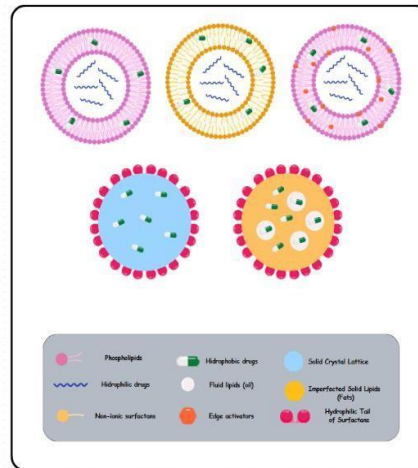 Phospholipids
Hidrophobic drugs
Solid Crystal Lattice
Hidrophilic drugs
Fluid lipids (oil)
Imperfected Solid Lipids
(Fats)
Non-ionic surfactans
Edge activators
Hydrophilic Tail
of Surfactans